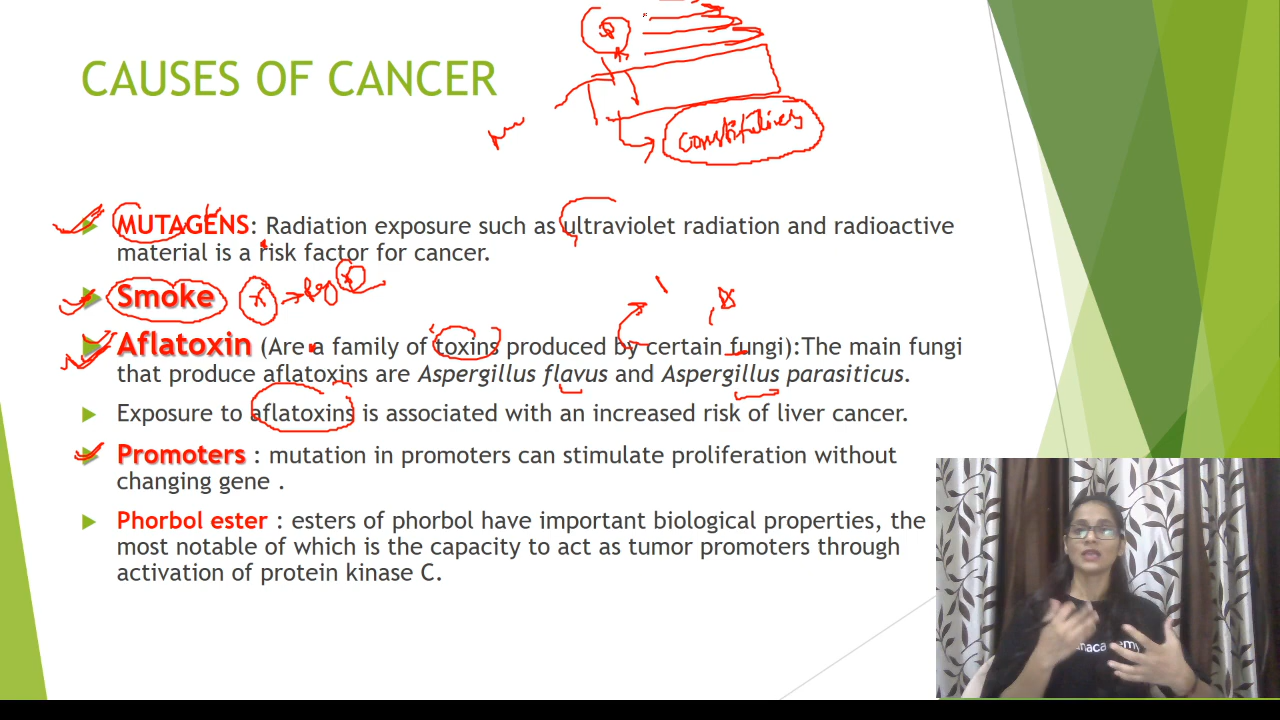 CAUSES OF CANCER
constitutives
MUTAGENS: Radiation exposure such as ultraviolet radiation and radioactive
material is a risk factor for cancer.
Smoke
Aflatoxin (Are a family of toxins produced by certain fungi):The main fungi
that produce aflatoxins are Aspergillus flavus and Aspergillus parasiticus.
Exposure to aflatoxins is associated with an increased risk of liver cancer.
Promoters : mutation in promoters can stimulate proliferation without
changing gene .
Phorbol ester : esters of phorbol have important biological properties, the
most notable of which is the capacity to act as tumor promoters through
activation of protein kinase C.